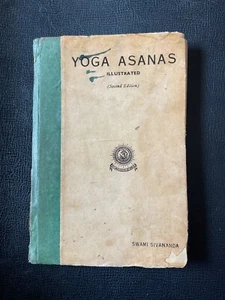 YOGA ASANAS
ILLUSTRATED
(Second Edition)
SWAMI SIVANANDA